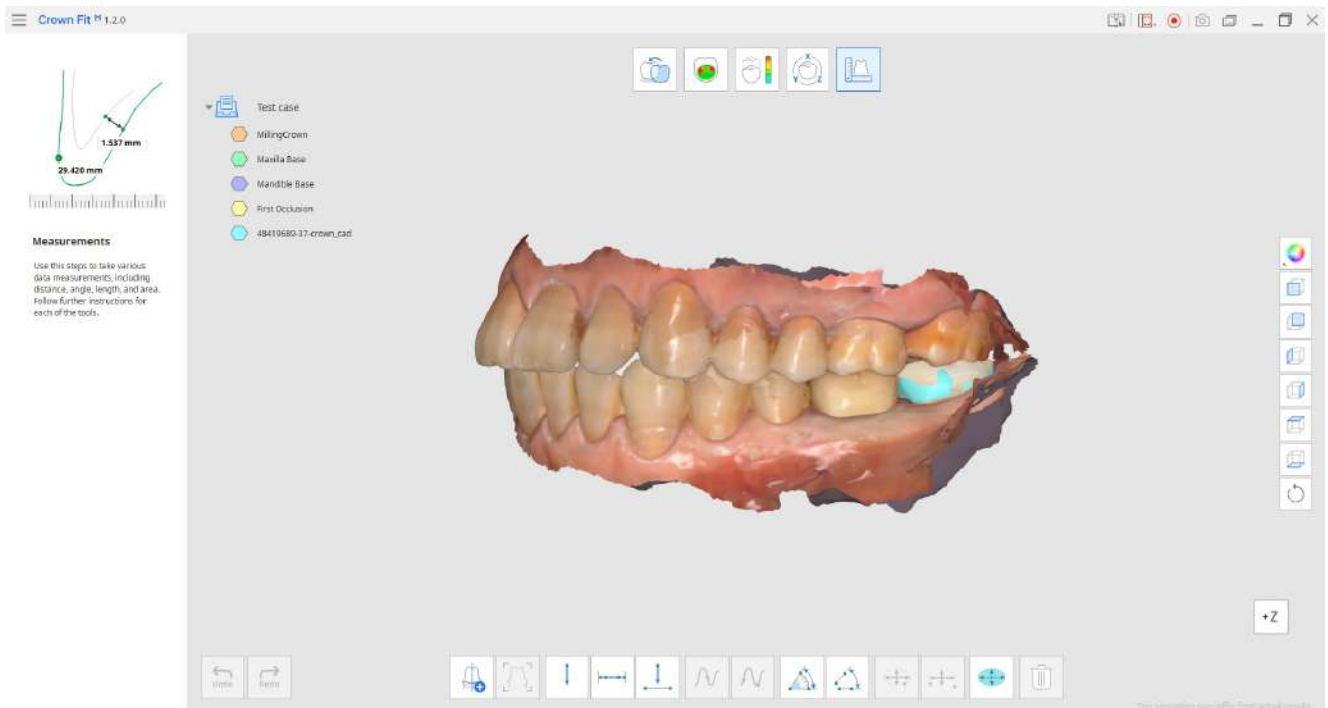 Crown Fit M 1.2.0
1.537 mm
29.420 mm
Measurements
Use this steps to take various
data measurements, including
distance, angle, length, and area.
Follow further instructions for
each of the tools.
Test case
MillingCrown
Maxilla Base
Mandible Base
First Occlusion
48419689-37-crown_cad
X
Y Z
+Z
Undo
Redo